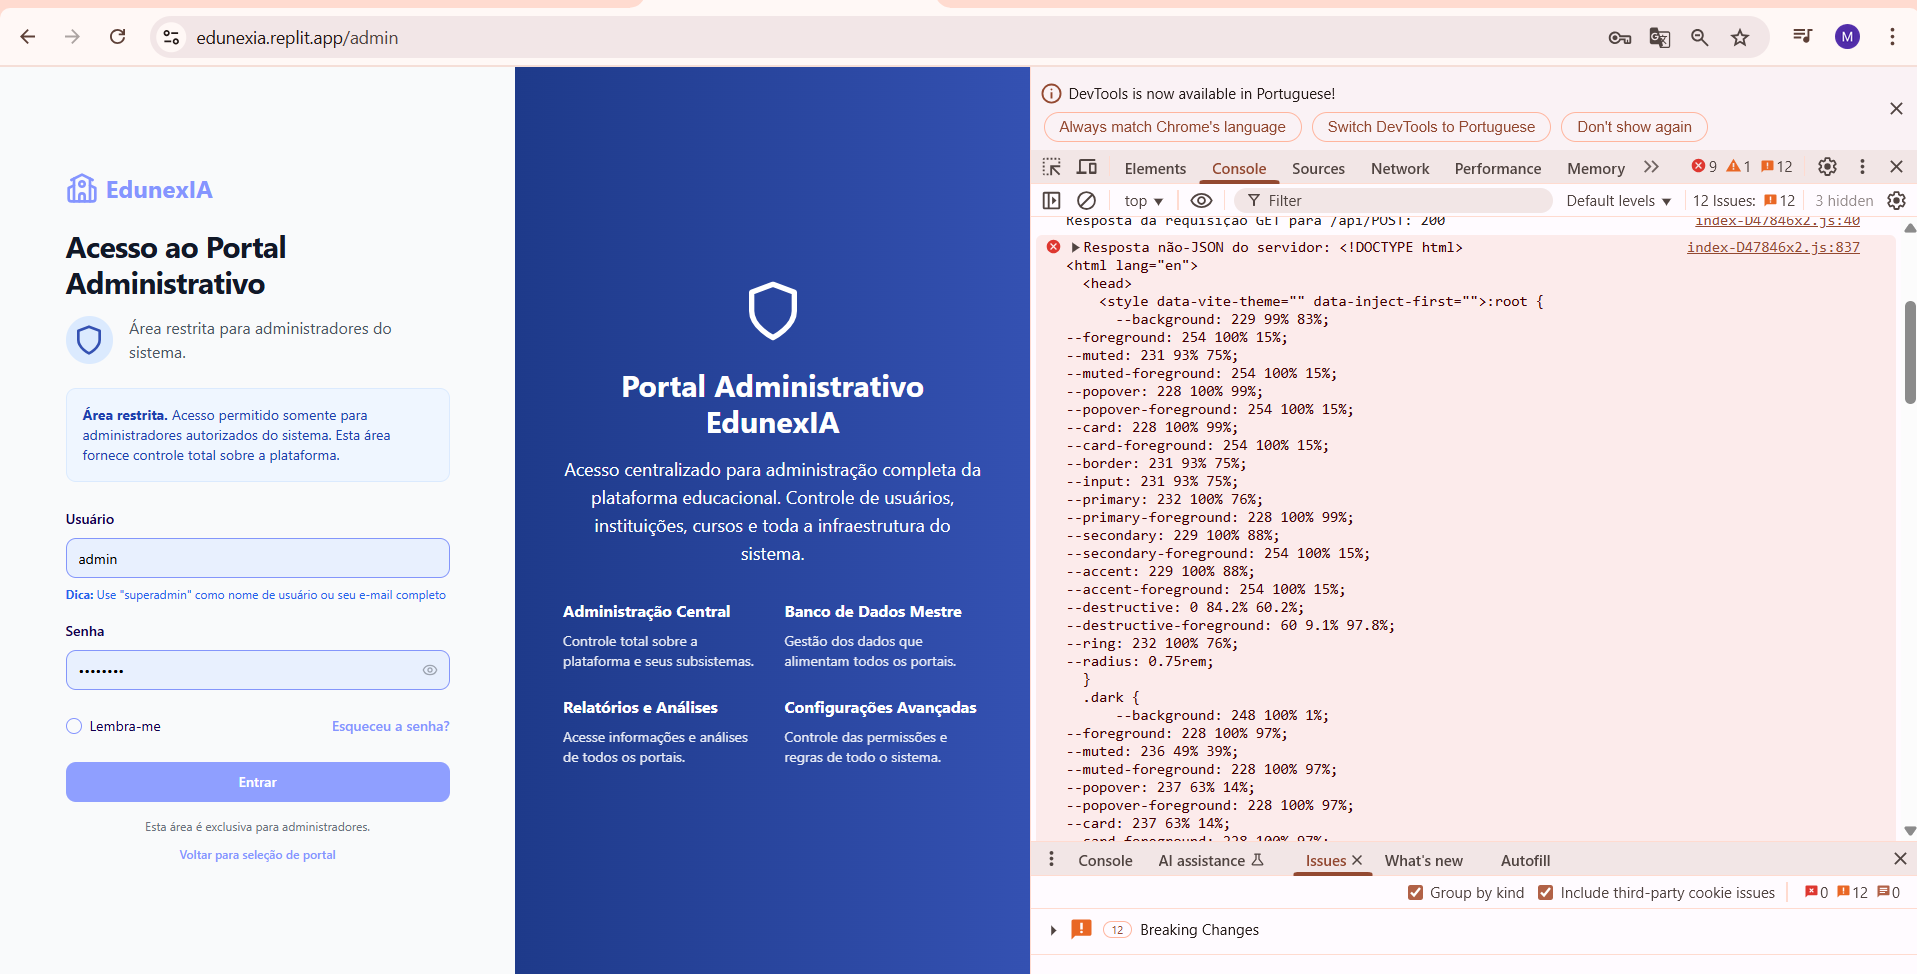 edunexia.replit.app/admin
M
EdunexIA
Acesso ao Portal
Administrativo
Área restrita para administradores do
sistema.
Área restrita. Acesso permitido somente para
administradores autorizados do sistema. Esta área
fornece controle total sobre a plataforma.
Usuário
admin
Dica: Use "superadmin" como nome de usuário ou seu e-mail completo
Senha
••••••••
Lembra-me
Esqueceu a senha?
Entrar
Esta área é exclusiva para administradores.
Voltar para seleção de portal
Portal Administrativo
EdunexIA
Acesso centralizado para administração completa da
plataforma educacional. Controle de usuários,
instituições, cursos e toda a infraestrutura do
sistema.
Administração Central
Controle total sobre a
plataforma e seus subsistemas.
Banco de Dados Mestre
Gestão dos dados que
alimentam todos os portais.
Relatórios e Análises
Acesse informações e análises
de todos os portais.
Configurações Avançadas
Controle das permissões e
regras de todo o sistema.
DevTools is now available in Portuguese!
Always match Chrome's language
Switch DevTools to Portuguese
Don't show again
Elements Console Sources Network Performance Memory 9 1 12
top Filter Default levels 12 Issues: 12 3 hidden
Resposta da requisição GET para /api/POST: 200 index-D47846x2.js:40
Resposta não-JSON do servidor: <!DOCTYPE html> index-D47846x2.js:837
<html lang="en">
<head>
<style data-vite-theme="" data-inject-first="">:root {
--background: 229 99% 83%;
--foreground: 254 100% 15%;
--muted: 231 93% 75%;
--muted-foreground: 254 100% 15%;
--popover: 228 100% 99%;
--popover-foreground: 254 100% 15%;
--card: 228 100% 99%;
--card-foreground: 254 100% 15%;
--border: 231 93% 75%;
--input: 231 93% 75%;
--primary: 232 100% 76%;
--primary-foreground: 228 100% 99%;
--secondary: 229 100% 88%;
--secondary-foreground: 254 100% 15%;
--accent: 229 100% 88%;
--accent-foreground: 254 100% 15%;
--destructive: 0 84.2% 60.2%;
--destructive-foreground: 60 9.1% 97.8%;
--ring: 232 100% 76%;
--radius: 0.75rem;
}
.dark {
--background: 248 100% 1%;
--foreground: 228 100% 97%;
--muted: 236 49% 39%;
--muted-foreground: 228 100% 97%;
--popover: 237 63% 14%;
--popover-foreground: 228 100% 97%;
--card: 237 63% 14%;
--card-foreground: 228 100% 97%;
Console AI assistance Issues What's new Autofill
Group by kind Include third-party cookie issues 0 12 0
12 Breaking Changes